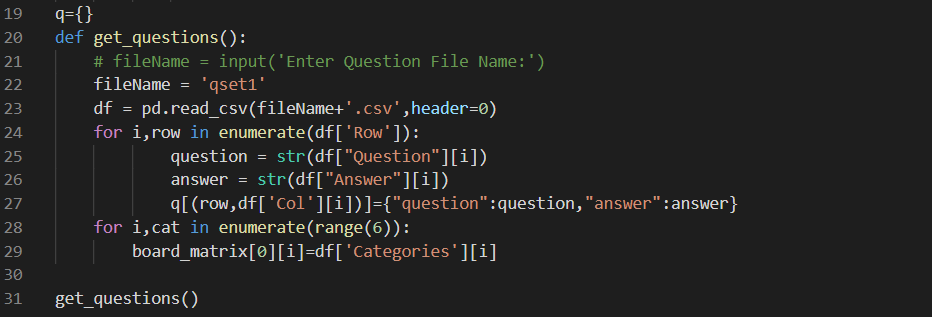 19 q={}
20 def get_questions():
21     # fileName = input('Enter Question File Name:')
22     fileName = 'qset1'
23     df = pd.read_csv(fileName+'.csv',header=0)
24     for i,row in enumerate(df['Row']):
25             question = str(df["Question"][i])
26             answer = str(df["Answer"][i])
27             q[(row,df['Col'][i])]={"question":question,"answer":answer}
28     for i,cat in enumerate(range(6)):
29         board_matrix[0][i]=df['Categories'][i]
30
31 get_questions()